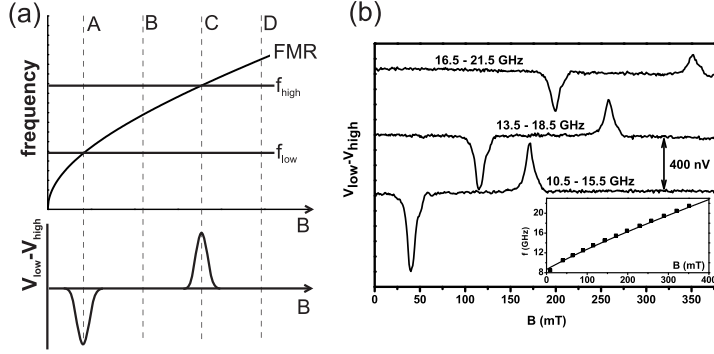 (a)
A B C D
FMR
f_high
f_low
frequency
B
V_low-V_high
B
(b)
16.5 - 21.5 GHz
13.5 - 18.5 GHz
400 nV
10.5 - 15.5 GHz
V_low-V_high
20
16
12
8
f (GHz)
B (mT)
0 100 200 300 400
0 50 100 150 200 250 300 350 400
B (mT)